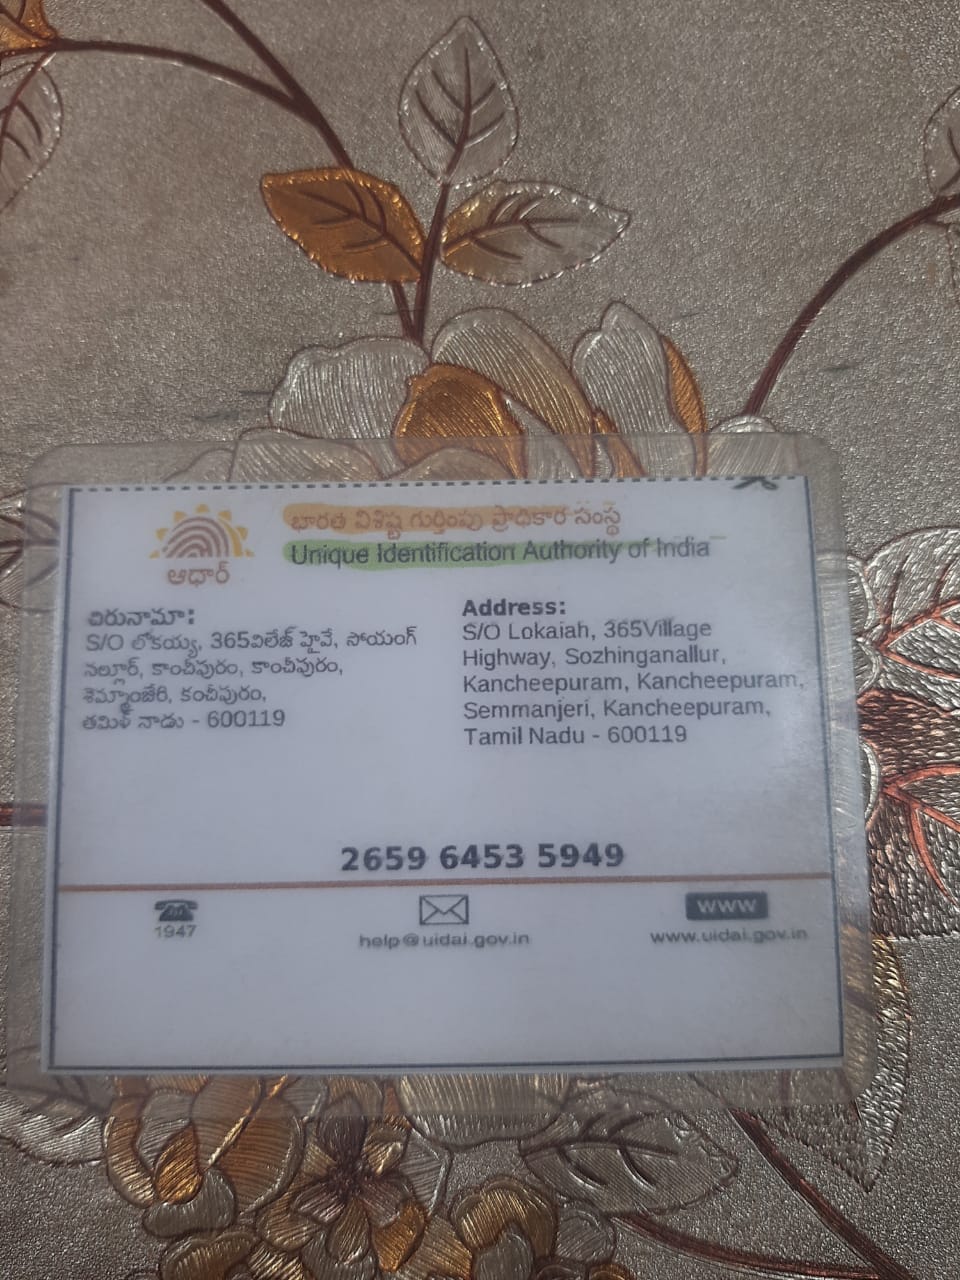 భారత విశిష్ట గుర్తింపు ప్రాధికార సంస్థ
Unique Identification Authority of India
ఆధార్
చిరునామా:
S/O లోకయ్య, 365విలేజ్ హైవే, సోయింగ్
నల్లూర్, కాంచీపురం, కాంచీపురం,
శెమ్మాంజేరి, కంచీపురం,
తమిళ నాడు - 600119
Address:
S/O Lokaiah, 365Village
Highway, Sozhinganallur,
Kancheepuram, Kancheepuram,
Semmanjeri, Kancheepuram,
Tamil Nadu - 600119
2659 6453 5949
1947
help@uidai.gov.in
www
www.uidai.gov.in